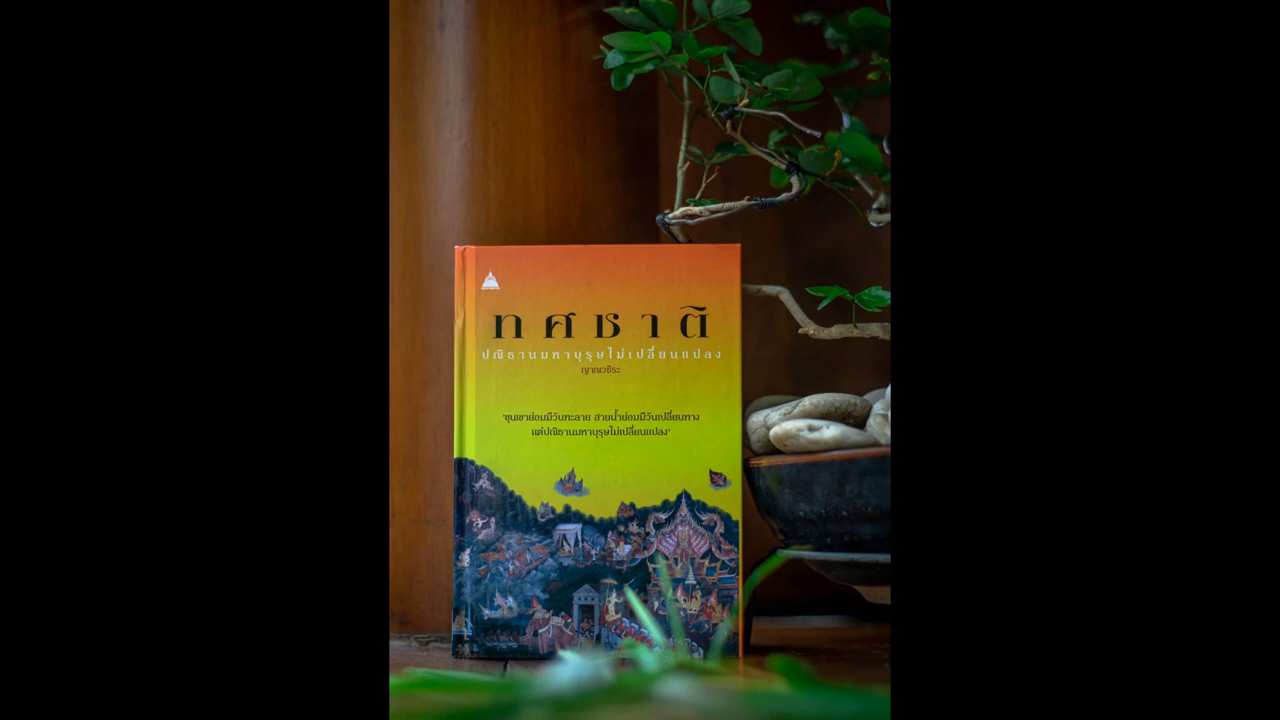 ทศชาติ
ปณิธานมหาบุรุษไม่เปลี่ยนแปลง
ญาณวชิระ
"ขุนเขาย่อมมีวันทะลาย สายน้ำย่อมมีวันเปลี่ยนทาง
แต่ปณิธานมหาบุรุษไม่เปลี่ยนแปลง"